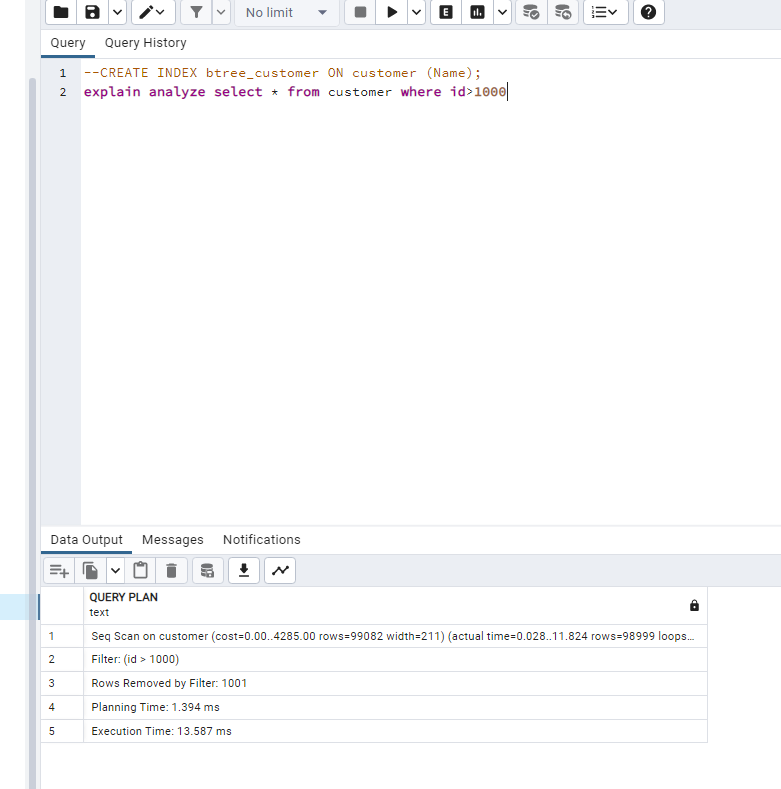 No limit
E
Query Query History
1 --CREATE INDEX btree_customer ON customer (Name);
2 explain analyze select * from customer where id>1000
Data Output Messages Notifications
QUERY PLAN
text
1 Seq Scan on customer (cost=0.00..4285.00 rows=99082 width=211) (actual time=0.028..11.824 rows=98999 loops...
2 Filter: (id > 1000)
3 Rows Removed by Filter: 1001
4 Planning Time: 1.394 ms
5 Execution Time: 13.587 ms